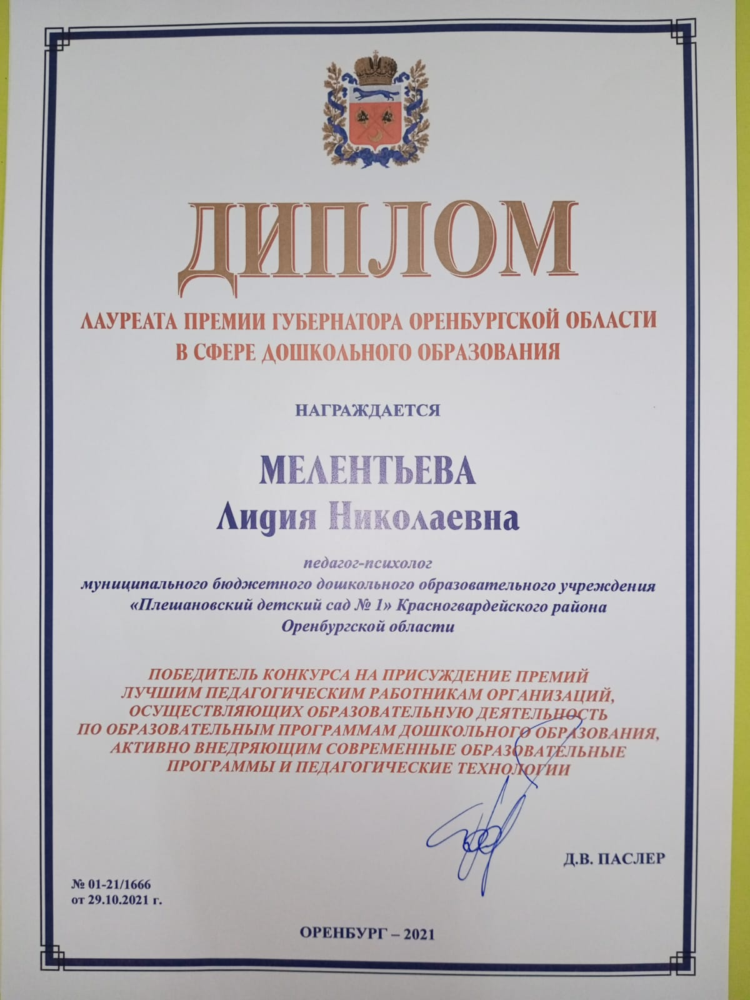 ДИПЛОМ
ЛАУРЕАТА ПРЕМИИ ГУБЕРНАТОРА ОРЕНБУРГСКОЙ ОБЛАСТИ
В СФЕРЕ ДОШКОЛЬНОГО ОБРАЗОВАНИЯ
НАГРАЖДАЕТСЯ
МЕЛЕНТЬЕВА
Лидия Николаевна
педагог-психолог
муниципального бюджетного дошкольного образовательного учреждения
«Плешановский детский сад № 1» Красногвардейского района
Оренбургской области
ПОБЕДИТЕЛЬ КОНКУРСА НА ПРИСУЖДЕНИЕ ПРЕМИЙ
ЛУЧШИМ ПЕДАГОГИЧЕСКИМ РАБОТНИКАМ ОРГАНИЗАЦИЙ,
ОСУЩЕСТВЛЯЮЩИХ ОБРАЗОВАТЕЛЬНУЮ ДЕЯТЕЛЬНОСТЬ
ПО ОБРАЗОВАТЕЛЬНЫМ ПРОГРАММАМ ДОШКОЛЬНОГО ОБРАЗОВАНИЯ,
АКТИВНО ВНЕДРЯЮЩИМ СОВРЕМЕННЫЕ ОБРАЗОВАТЕЛЬНЫЕ
ПРОГРАММЫ И ПЕДАГОГИЧЕСКИЕ ТЕХНОЛОГИИ
Д.В. ПАСЛЕР
№ 01-21/1666
от 29.10.2021 г.
ОРЕНБУРГ – 2021